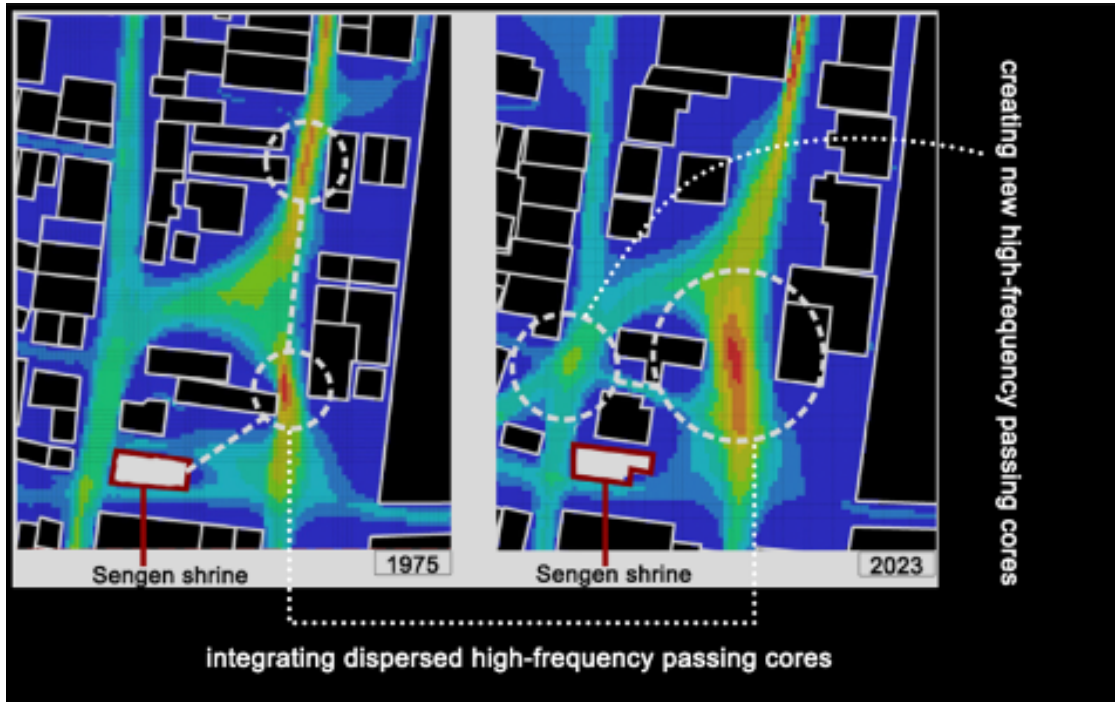 creating new high-frequency passing cores
Sengen shrine
1975
Sengen shrine
2023
integrating dispersed high-frequency passing cores